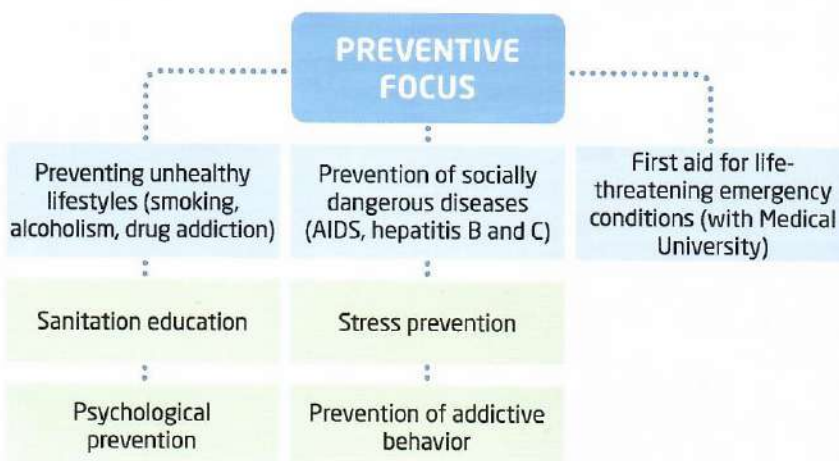 PREVENTIVE
FOCUS
Preventing unhealthy
lifestyles (smoking,
alcoholism, drug addiction)
Prevention of socially
dangerous diseases
(AIDS, hepatitis B and C)
First aid for life-
threatening emergency
conditions (with Medical
University)
Sanitation education
Stress prevention
Psychological
prevention
Prevention of addictive
behavior